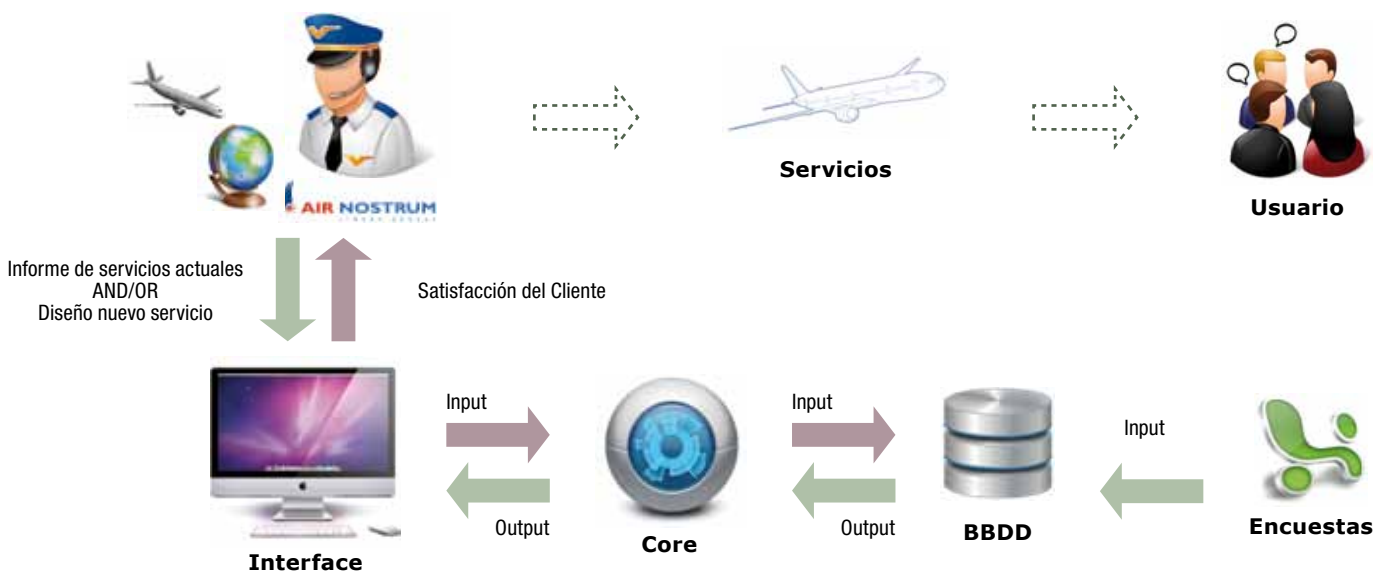 AIR NOSTRUM
Servicios
Usuario
Informe de servicios actuales
AND/OR
Diseño nuevo servicio
Satisfacción del Cliente
Input
Output
Input
Output
Input
Interface
Core
BBDD
Encuestas